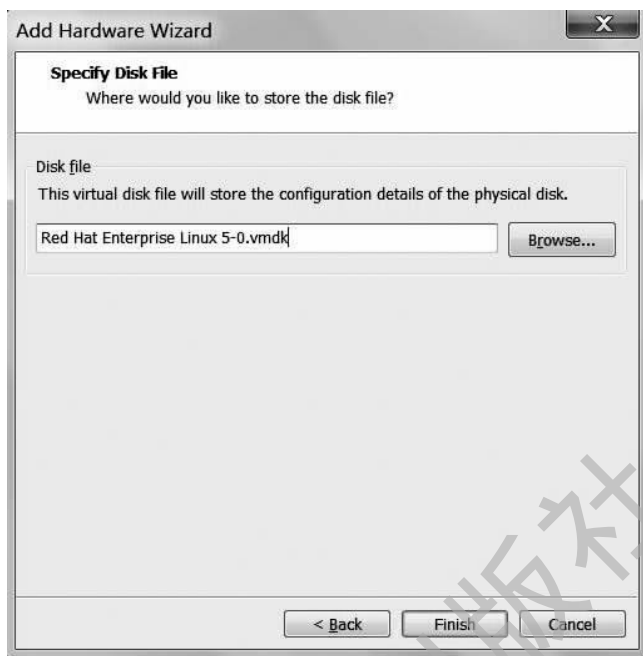 Add Hardware Wizard
Specify Disk File
Where would you like to store the disk file?
Disk file
This virtual disk file will store the configuration details of the physical disk.
Red Hat Enterprise Linux 5-0.vmdk
Browse...
< Back
Finish
Cancel
版社